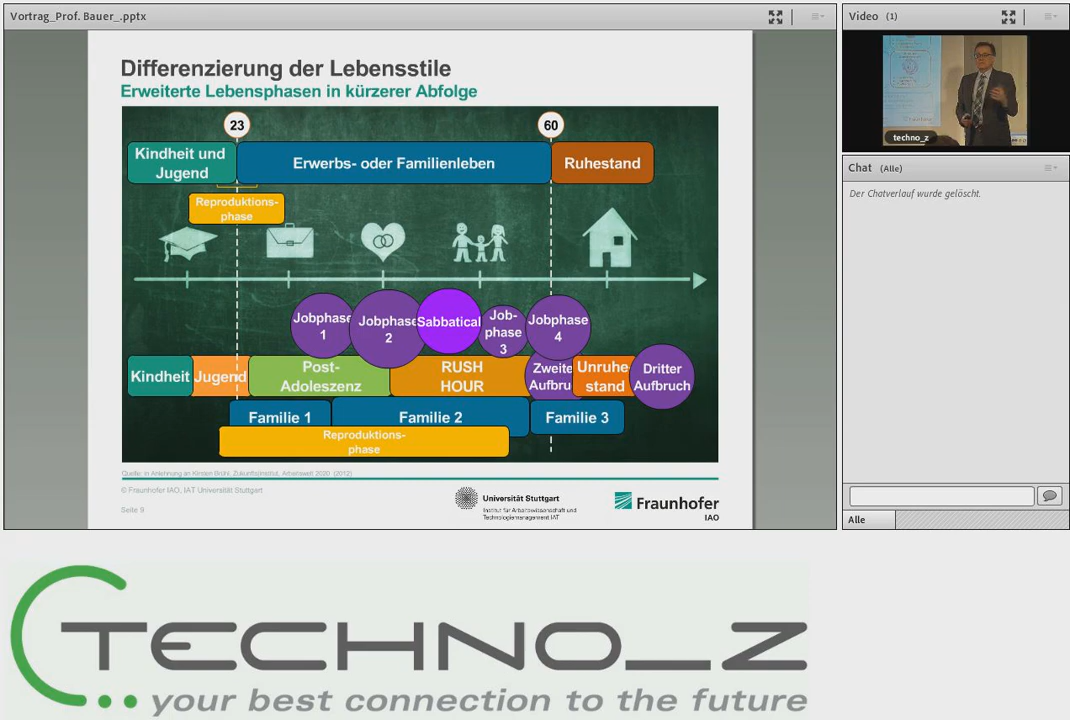 Vortrag_Prof. Bauer_.pptx
Differenzierung der Lebensstile
Erweiterte Lebensphasen in kürzerer Abfolge
23
60
Kindheit und
Jugend
Erwerbs- oder Familienleben
Ruhestand
Reproduktions-
phase
Jobphase
1
Jobphase
2
Sabbatical
Job-
phase
3
Jobphase
4
Kindheit
Jugend
Post-
Adoleszenz
RUSH
HOUR
Zweite
Aufbru
Unruhe
stand
Dritter
Aufbruch
Familie 1
Familie 2
Familie 3
Reproduktions-
phase
Quelle: in Anlehnung an Kirsten Brühl, Zukunftsinstitut, Arbeitswelt 2020 (2012)
© Fraunhofer IAO, IAT Universität Stuttgart
Seite 9
Universität Stuttgart
Institut für Arbeitswissenschaft und
Technologiemanagement IAT
Fraunhofer
IAO
Video (1)
techno_z
Chat (Alle)
Der Chatverlauf wurde gelöscht.
Alle
TECHNO_Z
your best connection to the future